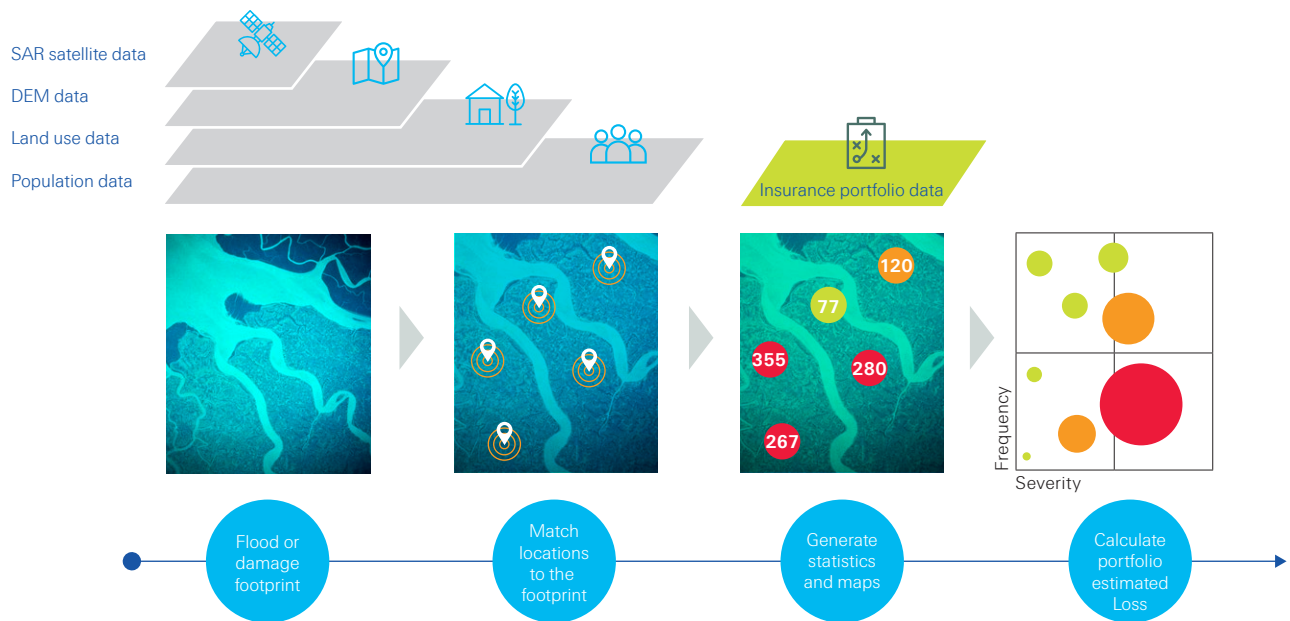 SAR satellite data
DEM data
Land use data
Population data
Insurance portfolio data
120
77
355
280
267
Frequency
Severity
Flood or
damage
footprint
Match
locations
to the
footprint
Generate
statistics
and maps
Calculate
portfolio
estimated
Loss